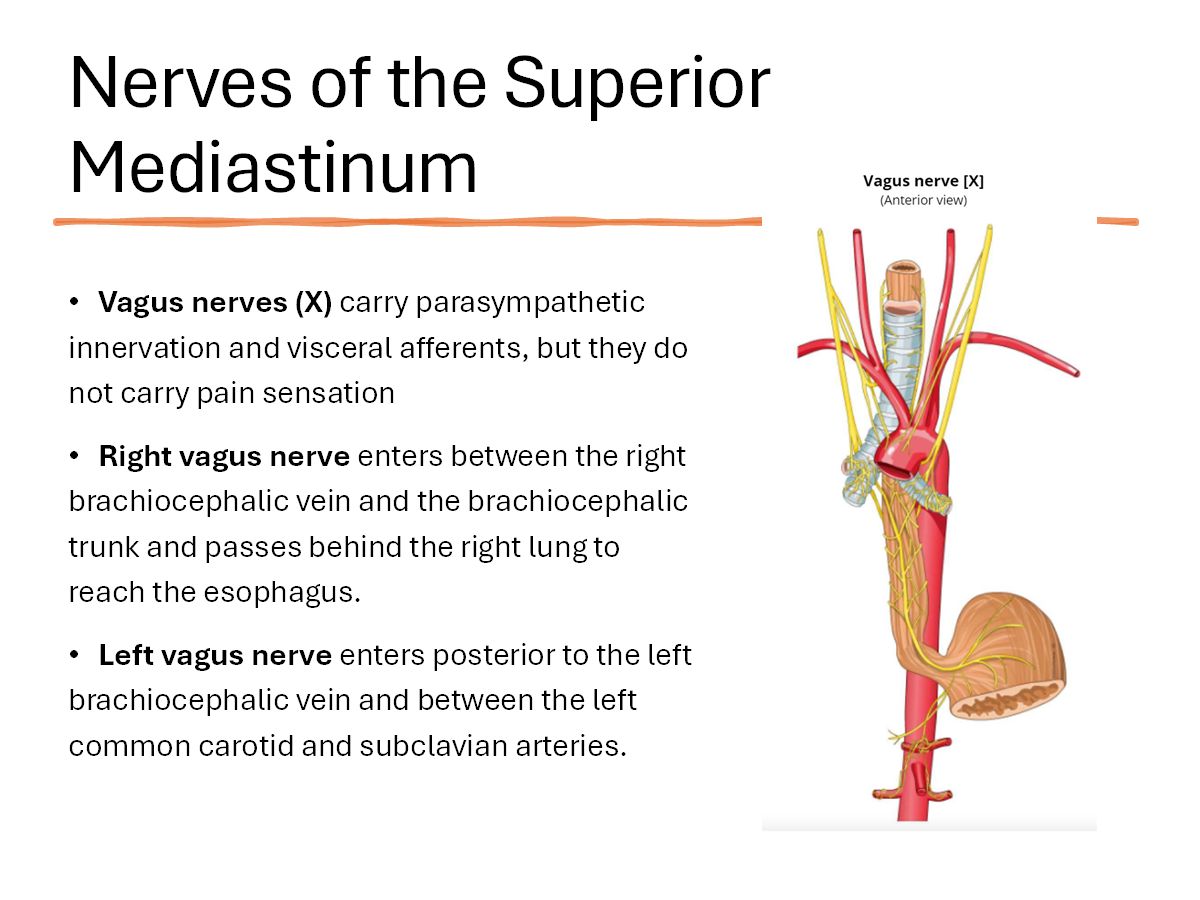 Nerves of the Superior
Mediastinum
Vagus nerve [X]
(Anterior view)
• Vagus nerves (X) carry parasympathetic
innervation and visceral afferents, but they do
not carry pain sensation
• Right vagus nerve enters between the right
brachiocephalic vein and the brachiocephalic
trunk and passes behind the right lung to
reach the esophagus.
• Left vagus nerve enters posterior to the left
brachiocephalic vein and between the left
common carotid and subclavian arteries.